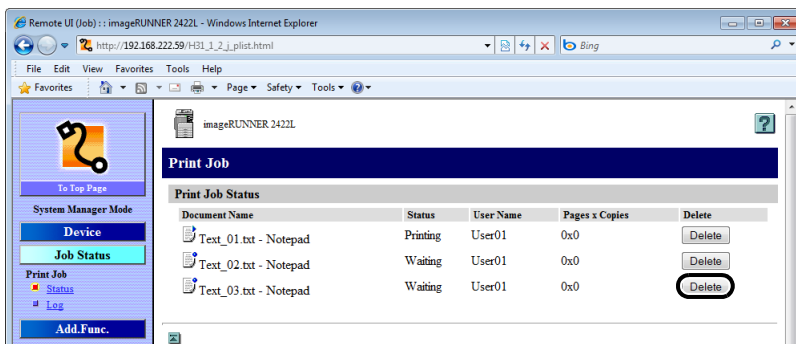 Remote UI (Job) : : imageRUNNER 2422L - Windows Internet Explorer
http://192.168.222.59/H31_1_2_j_plist.html
Bing
File Edit View Favorites Tools Help
Favorites Page Safety Tools
imageRUNNER 2422L
To Top Page
System Manager Mode
Device
Job Status
Print Job
Status
Log
Add.Func.
Print Job
Print Job Status
Document Name Status User Name Pages x Copies Delete
Text_01.txt - Notepad Printing User01 0x0 Delete
Text_02.txt - Notepad Waiting User01 0x0 Delete
Text_03.txt - Notepad Waiting User01 0x0 Delete